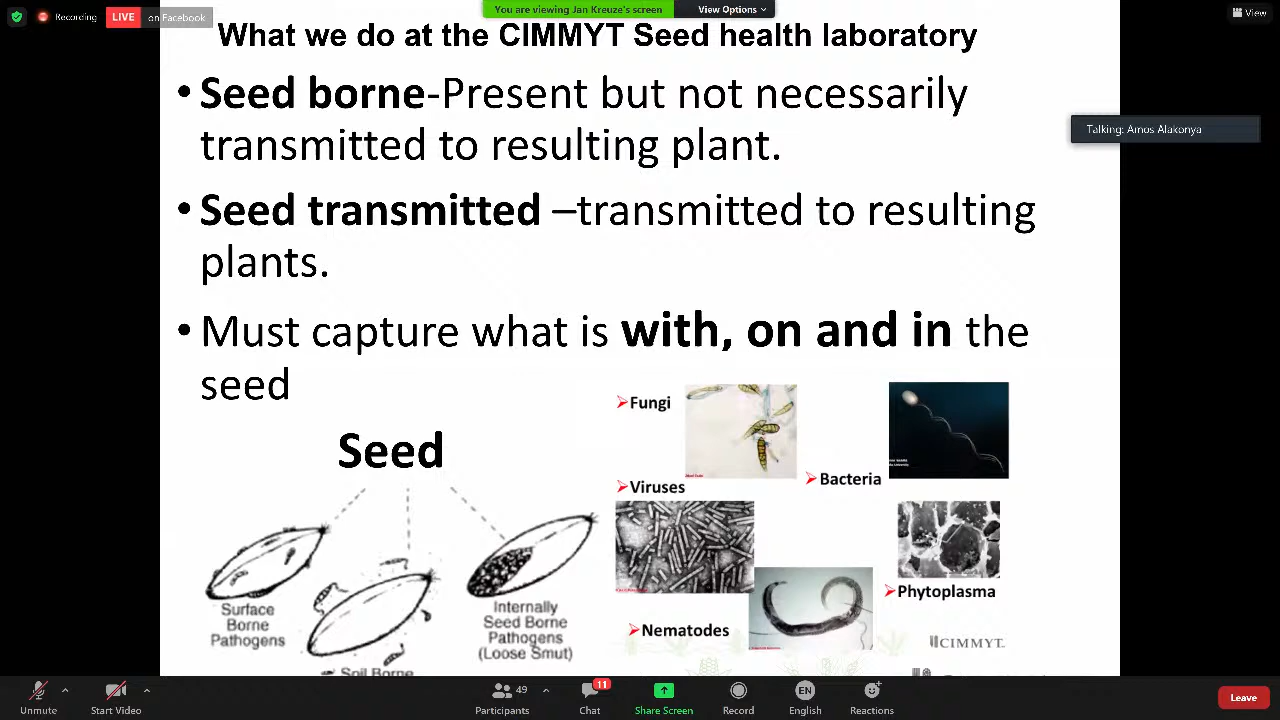 Recording
LIVE
on Facebook
You are viewing Jan Kreuze's screen
View Options
View
What we do at the CIMMYT Seed health laboratory
Talking: Amos Alakonya
• Seed borne-Present but not necessarily
transmitted to resulting plant.
• Seed transmitted –transmitted to resulting
plants.
• Must capture what is with, on and in the
seed
Seed
Surface
Borne
Pathogens
Soil Borne
Internally
Seed Borne
Pathogens
(Loose Smut)
Fungi
Bacteria
Viruses
Phytoplasma
Nematodes
CIMMYT
Unmute
Start Video
49
Participants
11
Chat
Share Screen
Record
EN
English
Reactions
Leave